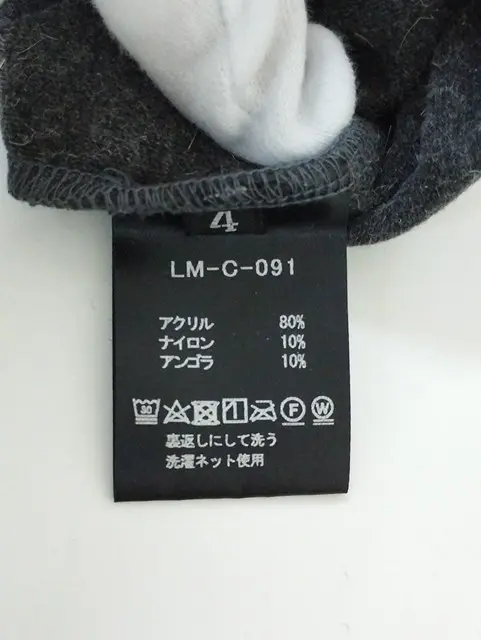 4
LM-C-091
アクリル 80%
ナイロン 10%
アンゴラ 10%
30 F W
裏返しにして洗う
洗濯ネット使用